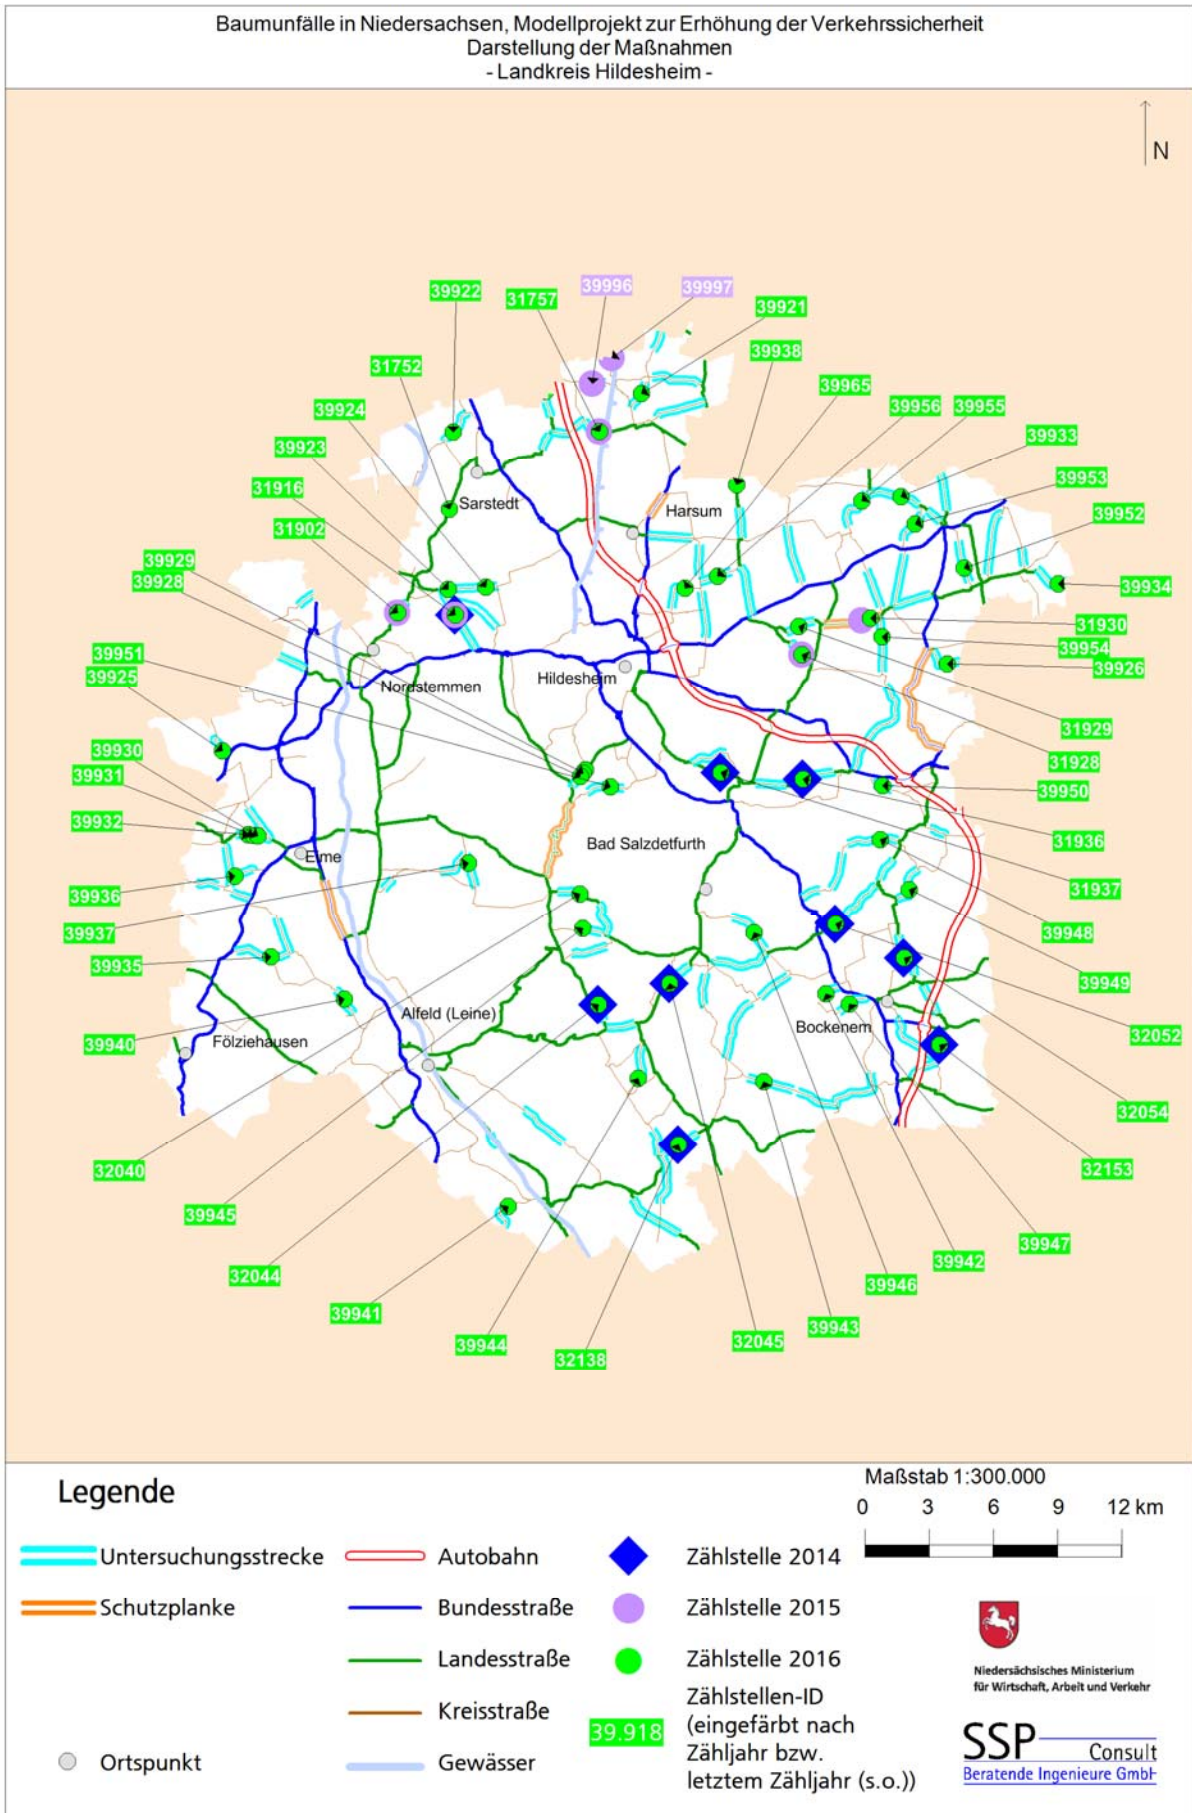 Baumunfälle in Niedersachsen, Modellprojekt zur Erhöhung der Verkehrssicherheit
Darstellung der Maßnahmen
- Landkreis Hildesheim -
N
39922
31757
39996
39997
39921
39938
31752
39965
39924
39956
39955
39923
39933
31916
39953
31902
39952
39929
39928
39934
31930
39954
39926
39951
39925
31929
31928
39930
39931
39932
39950
31936
39936
31937
39937
39948
39935
39949
39940
32052
32054
32040
32153
39945
39947
32044
39942
39946
39941
39943
39944
32045
32138
Sarstedt
Harsum
Nordstemmen
Hildesheim
Bad Salzdetfurth
Elme
Alfeld (Leine)
Bockenem
Fölziehausen
Legende
Untersuchungsstrecke
Schutzplanke
Ortspunkt
Autobahn
Bundesstraße
Landesstraße
Kreisstraße
Gewässer
Zählstelle 2014
Zählstelle 2015
Zählstelle 2016
39.918
Zählstellen-ID
(eingefärbt nach
Zähljahr bzw.
letztem Zähljahr (s.o.))
Maßstab 1:300.000
0 3 6 9 12 km
Niedersächsisches Ministerium
für Wirtschaft, Arbeit und Verkehr
SSP Consult
Beratende Ingenieure GmbH